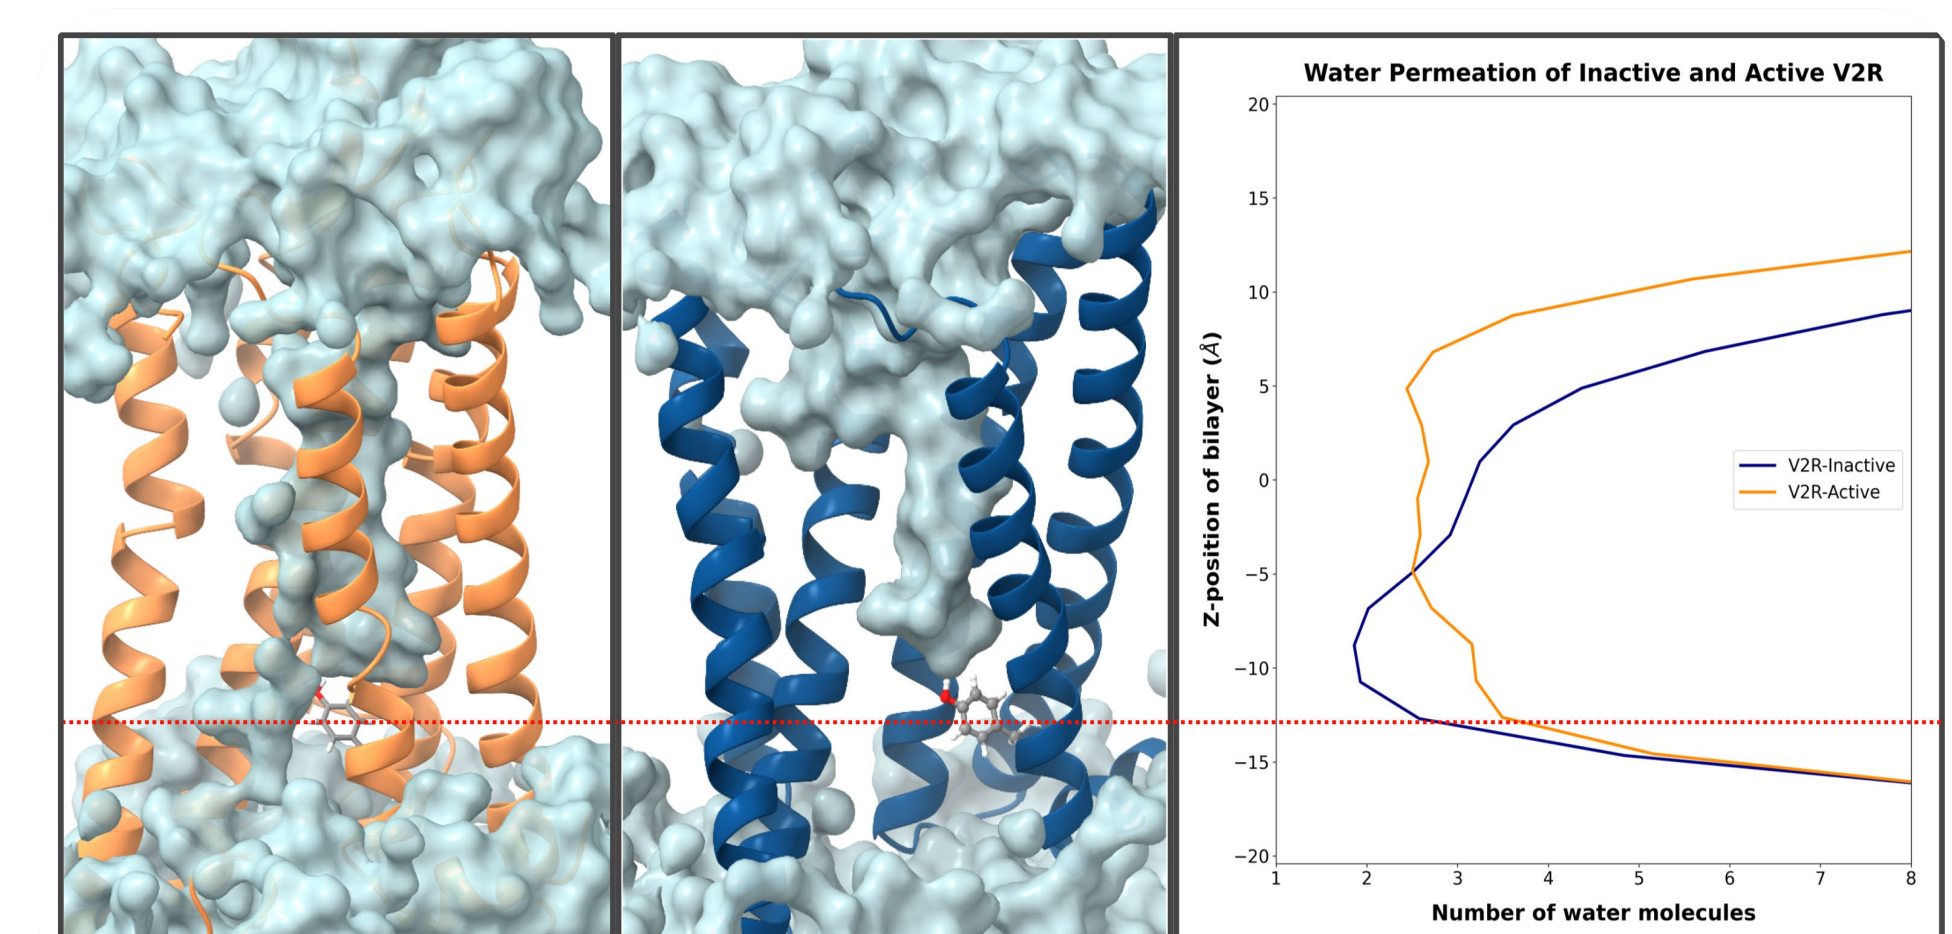 Water Permeation of Inactive and Active V2R
20
15
10
5
0
−5
−10
−15
−20
Z-position of bilayer (Å)
V2R-Inactive
V2R-Active
1 2 3 4 5 6 7 8
Number of water molecules